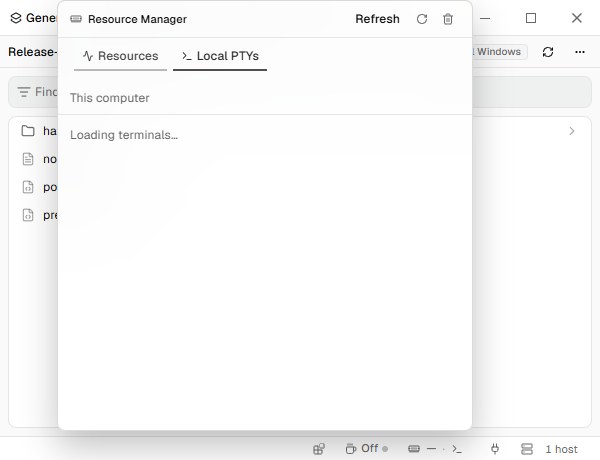 Resource Manager
Refresh
Release-
Windows
Resources
Local PTYs
Find
This computer
Loading terminals…
ha
no
po
pre
Off
1 host